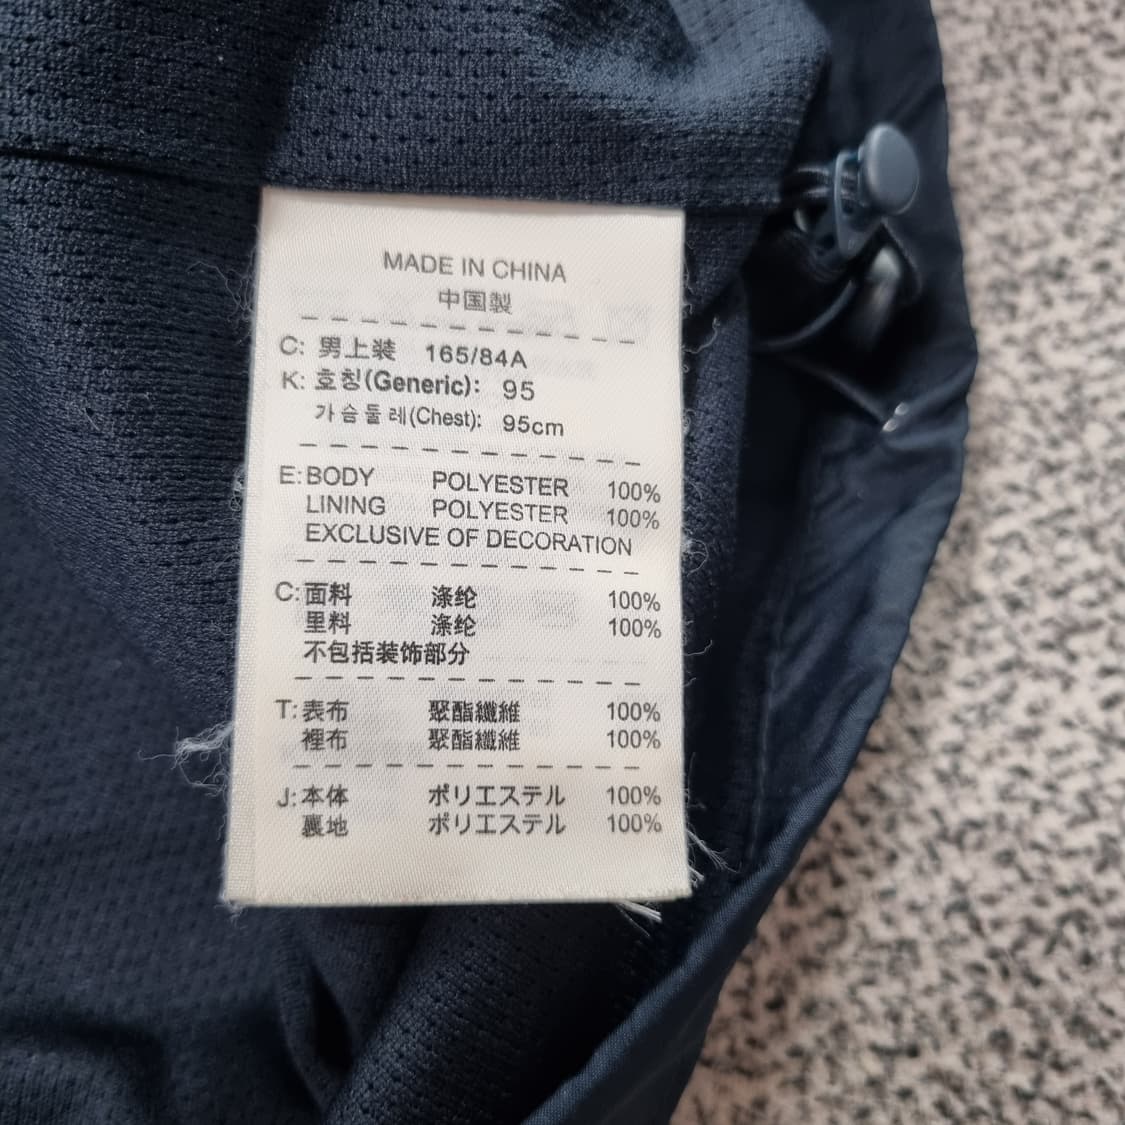 MADE IN CHINA
中国製
C: 男上装 165/84A
K: 호칭(Generic): 95
가슴둘레(Chest): 95cm
E: BODY POLYESTER 100%
LINING POLYESTER 100%
EXCLUSIVE OF DECORATION
C: 面料 涤纶 100%
里料 涤纶 100%
不包括装饰部分
T: 表布 聚酯纖維 100%
裡布 聚酯纖維 100%
J: 本体 ポリエステル 100%
裏地 ポリエステル 100%